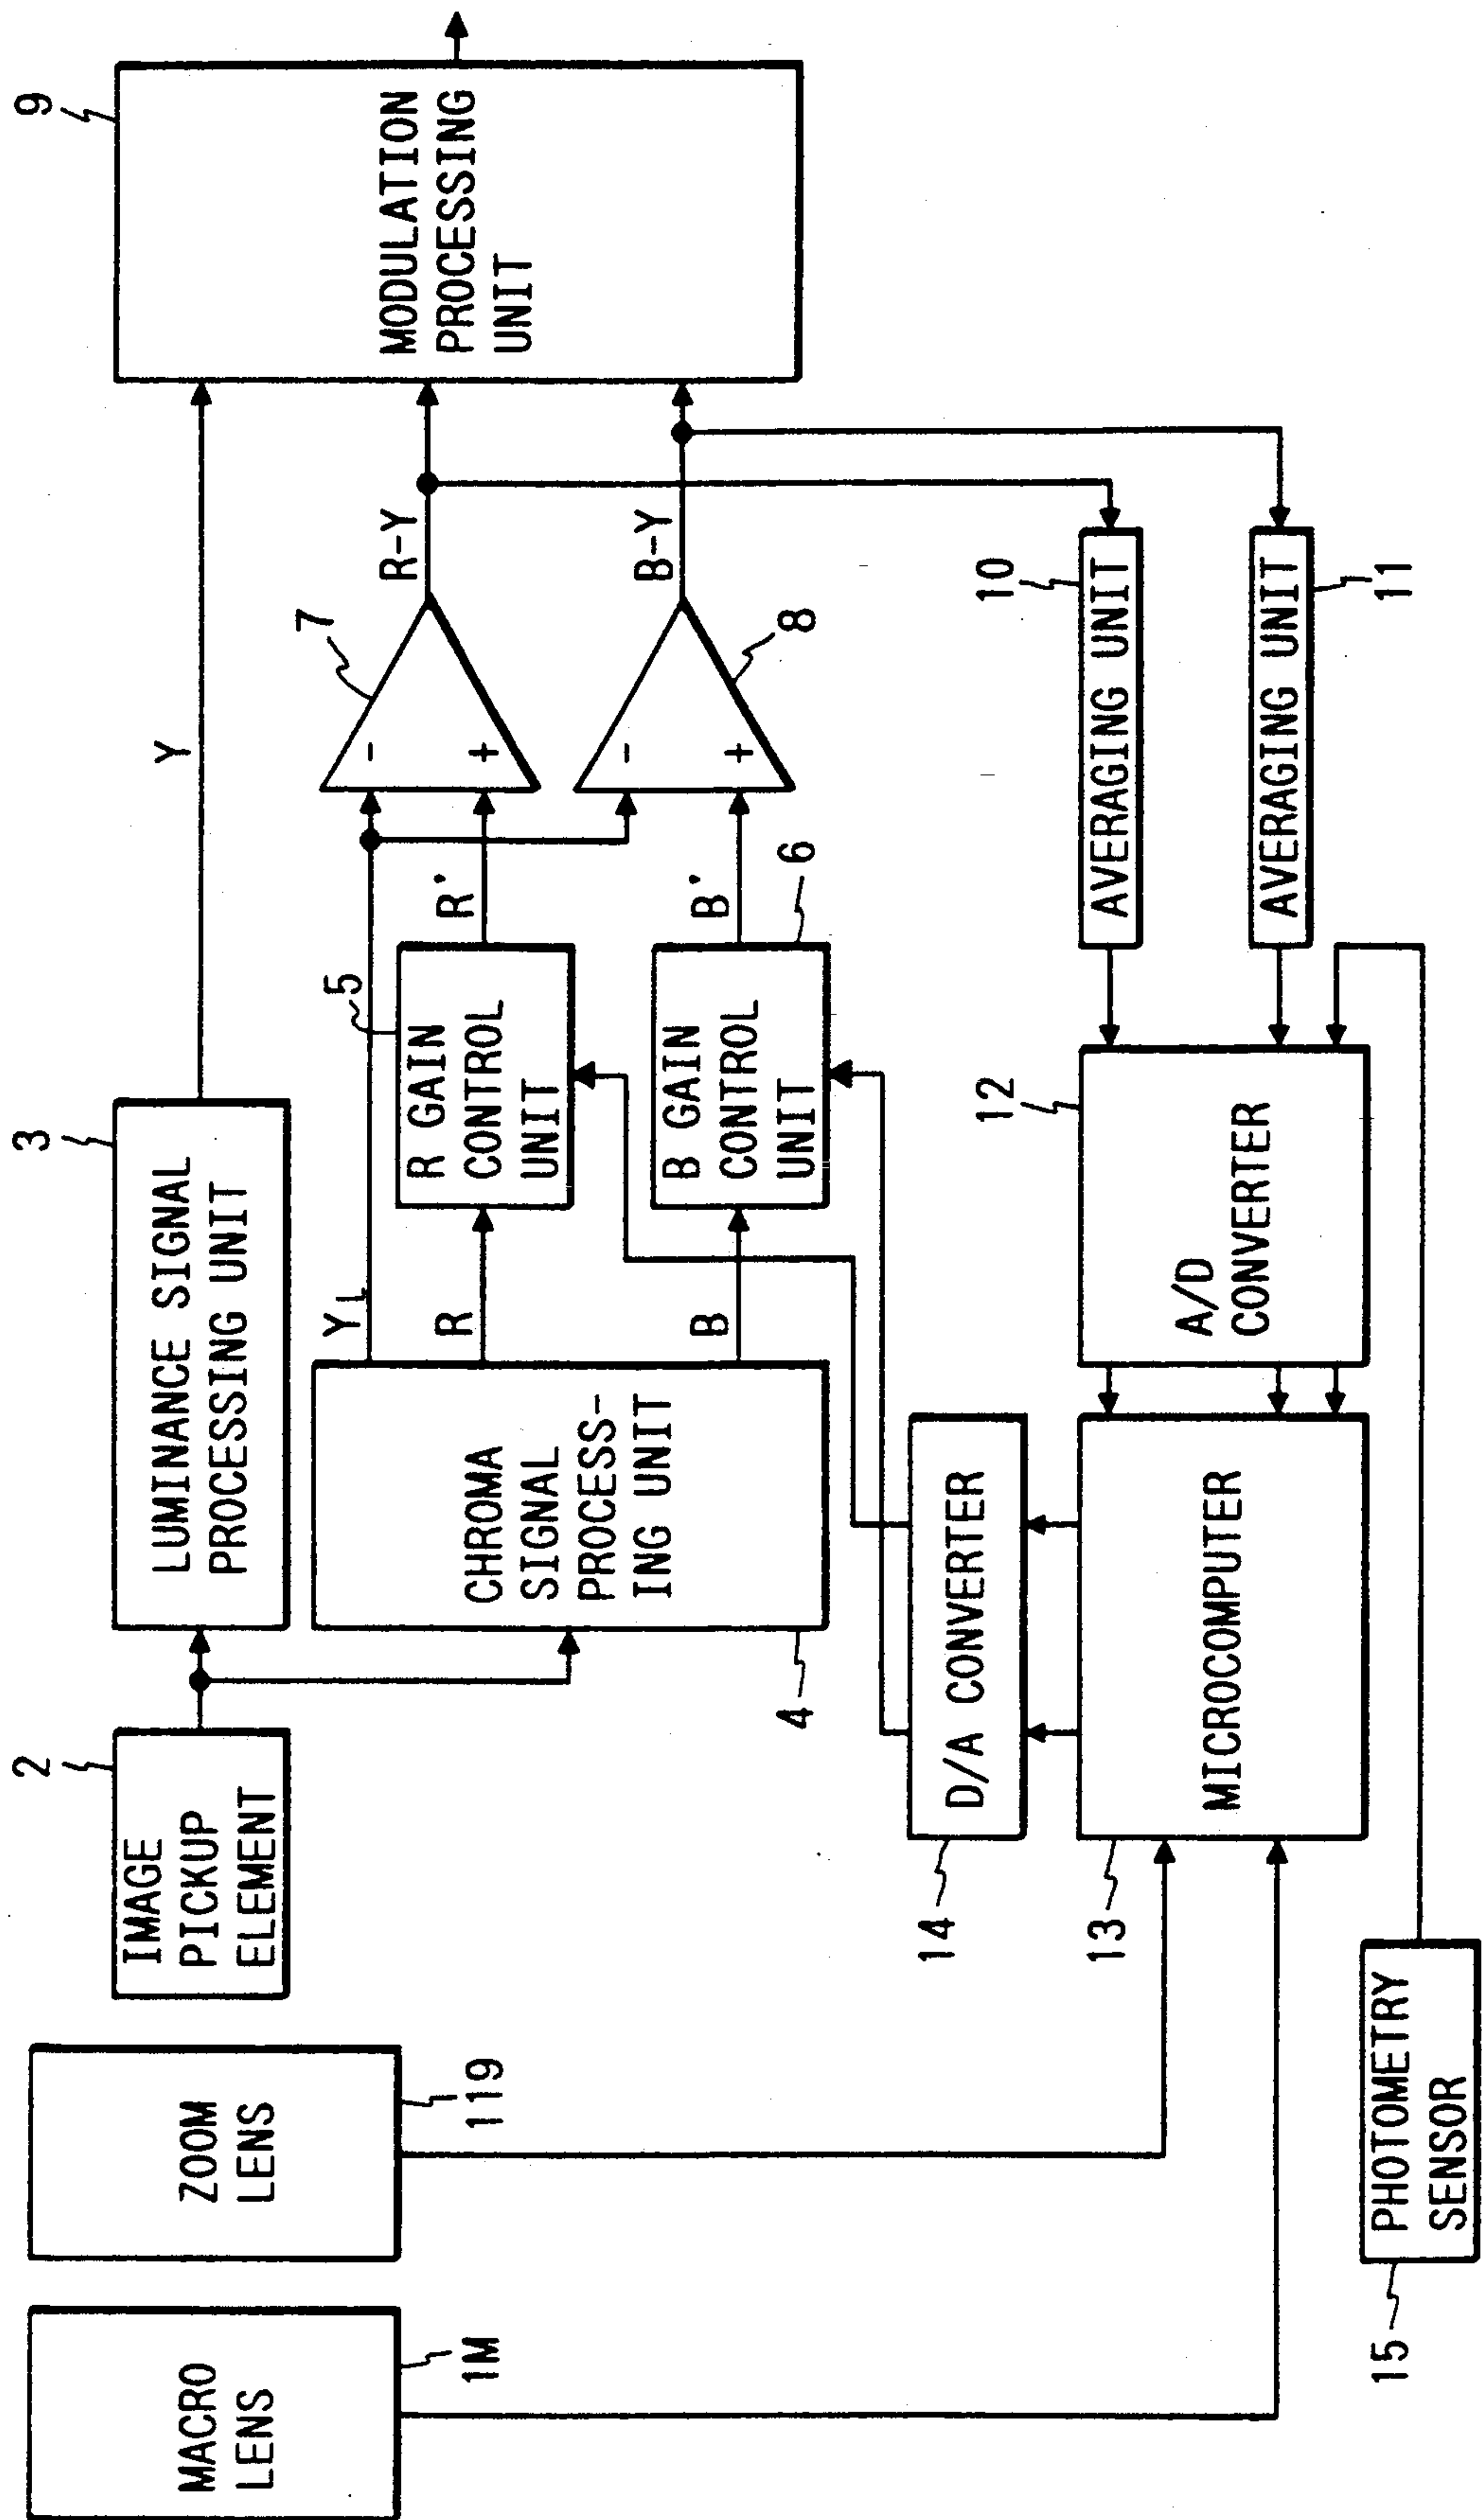 MACRO
LENS
1M
ZOOM
LENS
119
IMAGE
PICKUP
ELEMENT
2
LUMINANCE SIGNAL
PROCESSING UNIT
3
Y
MODULATION
PROCESSING
UNIT
9
CHROMA
SIGNAL
PROCESS-
ING UNIT
4
YL
R
B
R GAIN
CONTROL
UNIT
5
B GAIN
CONTROL
UNIT
6
R'
B'
-
+
7
-
+
8
R-Y
B-Y
AVERAGING UNIT
10
AVERAGING UNIT
11
A/D
CONVERTER
12
MICROCOMPUTER
13
D/A CONVERTER
14
PHOTOMETRY
SENSOR
15